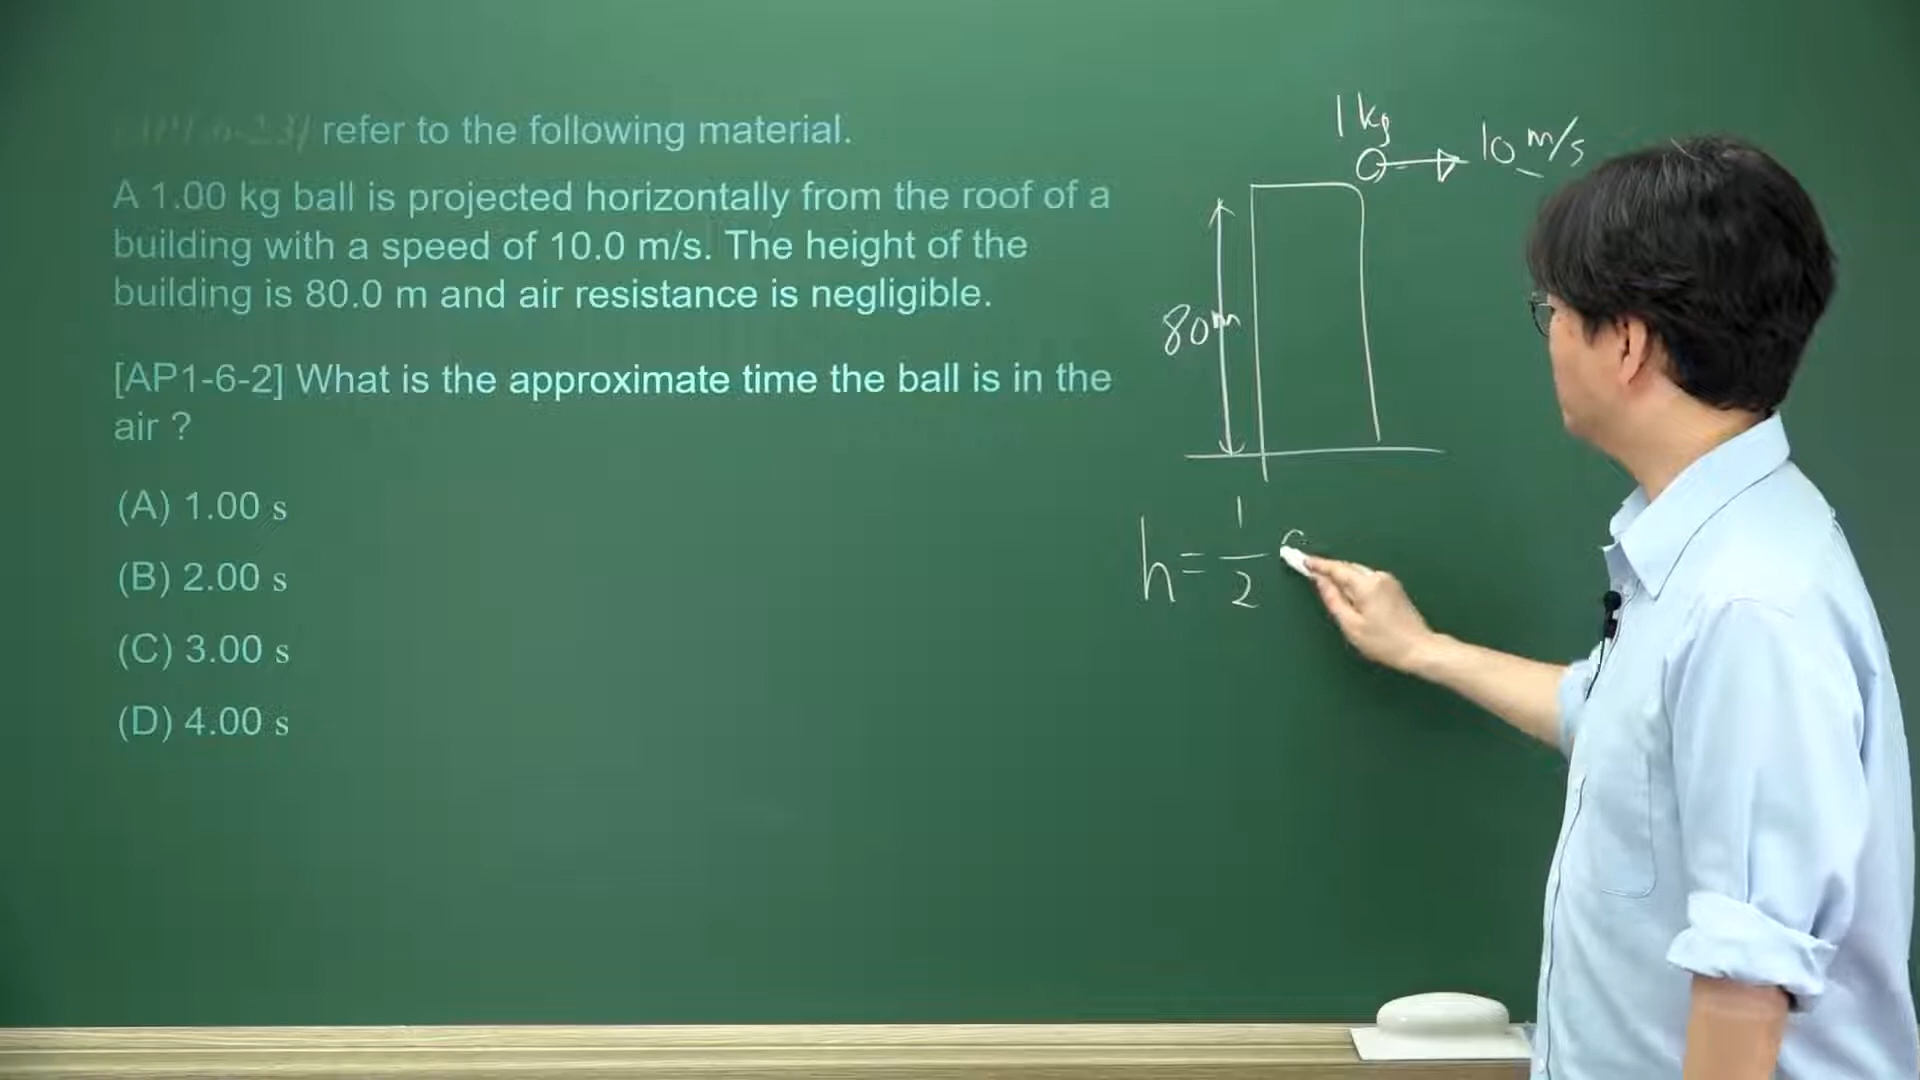 refer to the following material.
A 1.00 kg ball is projected horizontally from the roof of a
building with a speed of 10.0 m/s. The height of the
building is 80.0 m and air resistance is negligible.
[AP1-6-2] What is the approximate time the ball is in the
air ?
(A) 1.00 s
(B) 2.00 s
(C) 3.00 s
(D) 4.00 s
1kg
10 m/s
80m
h = 1/2